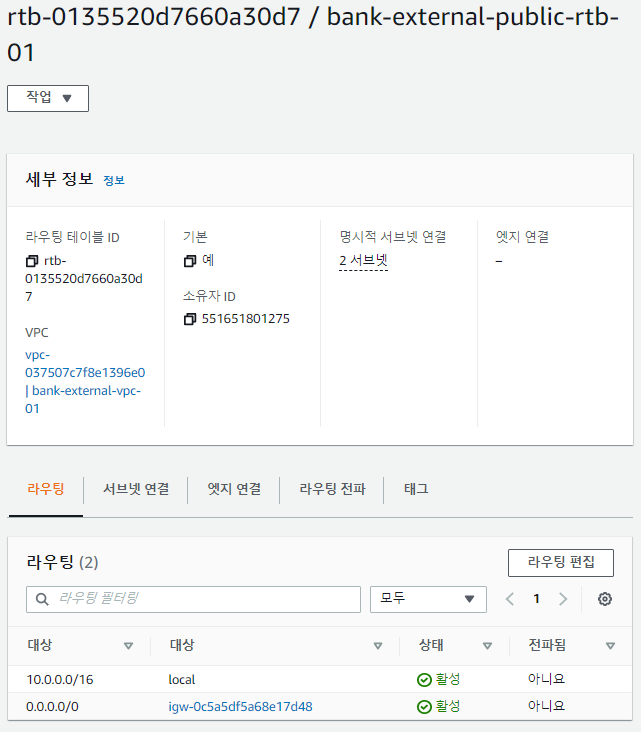 rtb-0135520d7660a30d7 / bank-external-public-rtb-
01
작업
세부 정보 정보
라우팅 테이블 ID
rtb-
0135520d7660a30d
7
VPC
vpc-
037507c7f8e1396e0
| bank-external-vpc-
01
기본
예
소유자 ID
551651801275
명시적 서브넷 연결
2 서브넷
엣지 연결
–
라우팅 서브넷 연결 엣지 연결 라우팅 전파 태그
라우팅 (2) 라우팅 편집
라우팅 필터링 모두 1
대상 대상 상태 전파됨
10.0.0.0/16 local 활성 아니요
0.0.0.0/0 igw-0c5a5df5a68e17d48 활성 아니요